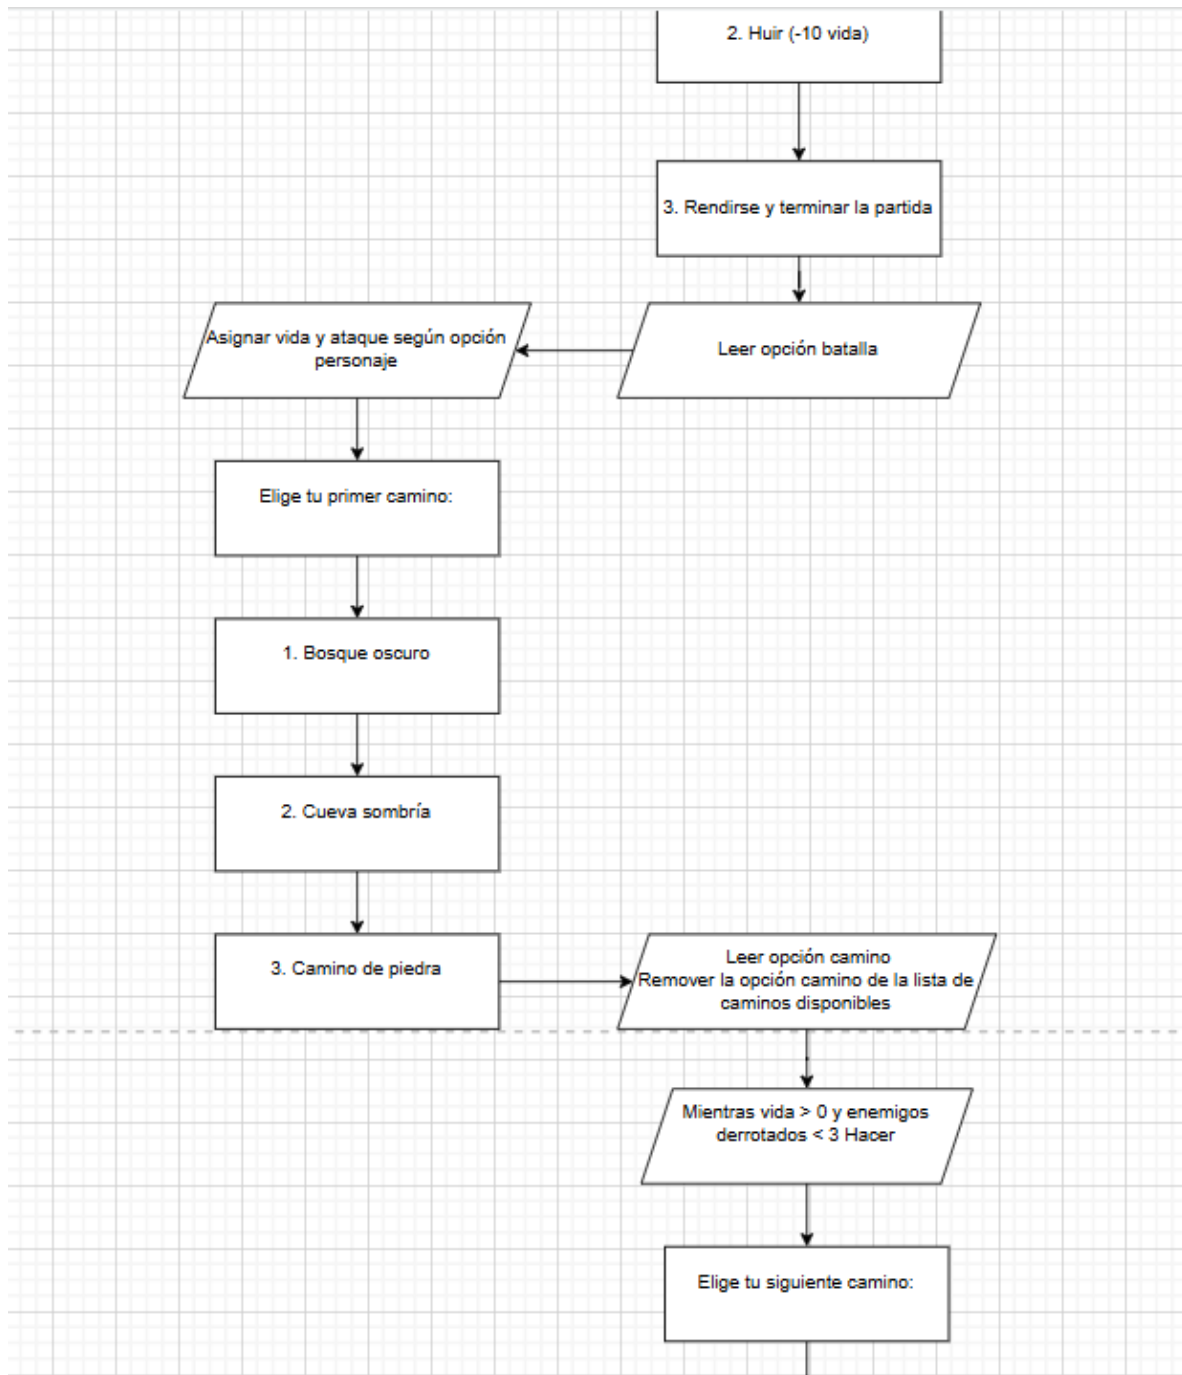 2. Huir (-10 vida)
3. Rendirse y terminar la partida
Leer opción batalla
Asignar vida y ataque según opción
personaje
Elige tu primer camino:
1. Bosque oscuro
2. Cueva sombría
3. Camino de piedra
Leer opción camino
Remover la opción camino de la lista de
caminos disponibles
Mientras vida > 0 y enemigos
derrotados < 3 Hacer
Elige tu siguiente camino: